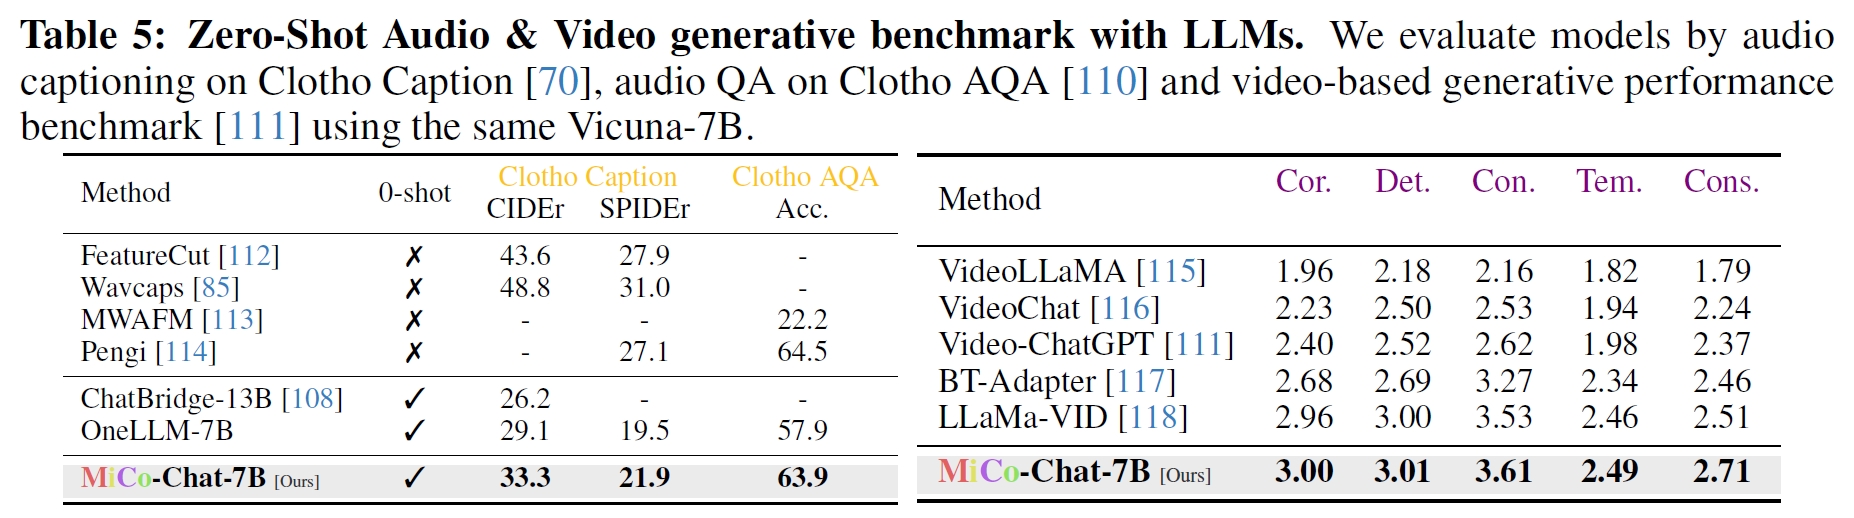 Table 5: Zero-Shot Audio & Video generative benchmark with LLMs. We evaluate models by audio
captioning on Clotho Caption [70], audio QA on Clotho AQA [110] and video-based generative performance
benchmark [111] using the same Vicuna-7B.
Method 0-shot Clotho Caption Clotho AQA
CIDEr SPIDEr Acc.
FeatureCut [112] ✗ 43.6 27.9 -
Wavcaps [85] ✗ 48.8 31.0 -
MWAFM [113] ✗ - - 22.2
Pengi [114] ✗ - 27.1 64.5
ChatBridge-13B [108] ✓ 26.2 - -
OneLLM-7B ✓ 29.1 19.5 57.9
MiCo-Chat-7B [Ours] ✓ 33.3 21.9 63.9
Method Cor. Det. Con. Tem. Cons.
VideoLLaMA [115] 1.96 2.18 2.16 1.82 1.79
VideoChat [116] 2.23 2.50 2.53 1.94 2.24
Video-ChatGPT [111] 2.40 2.52 2.62 1.98 2.37
BT-Adapter [117] 2.68 2.69 3.27 2.34 2.46
LLaMa-VID [118] 2.96 3.00 3.53 2.46 2.51
MiCo-Chat-7B [Ours] 3.00 3.01 3.61 2.49 2.71